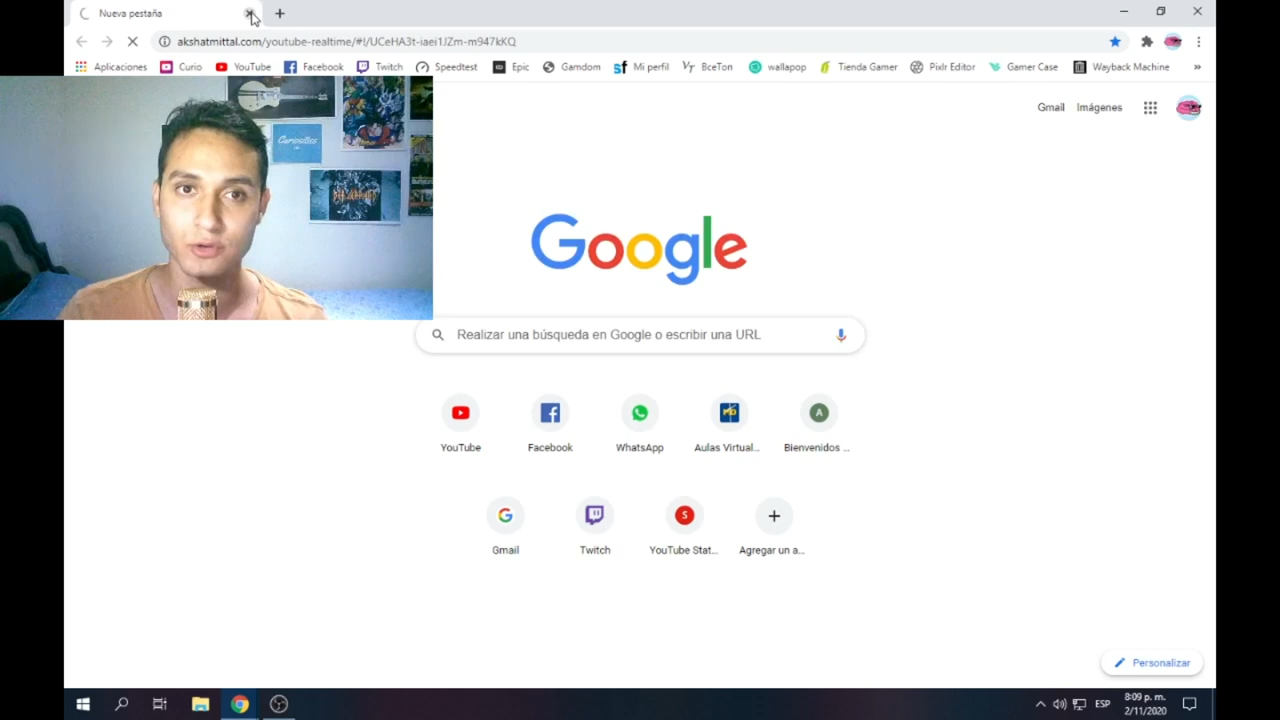 Nueva pestaña
akshatmittal.com/youtube-realtime/#!/UCeHA3t-iaei1JZm-m947kKQ
Aplicaciones Curio YouTube Facebook Twitch Speedtest Epic Gamdom Mi perfil BceTon wallapop Tienda Gamer Pixlr Editor Gamer Case Wayback Machine »
Gmail Imágenes
Curiosities
DEF LEPPARD
Google
Realizar una búsqueda en Google o escribir una URL
YouTube Facebook WhatsApp Aulas Virtual... Bienvenidos ...
Gmail Twitch YouTube Stat... Agregar un a...
Personalizar
ESP
8:09 p. m.
2/11/2020